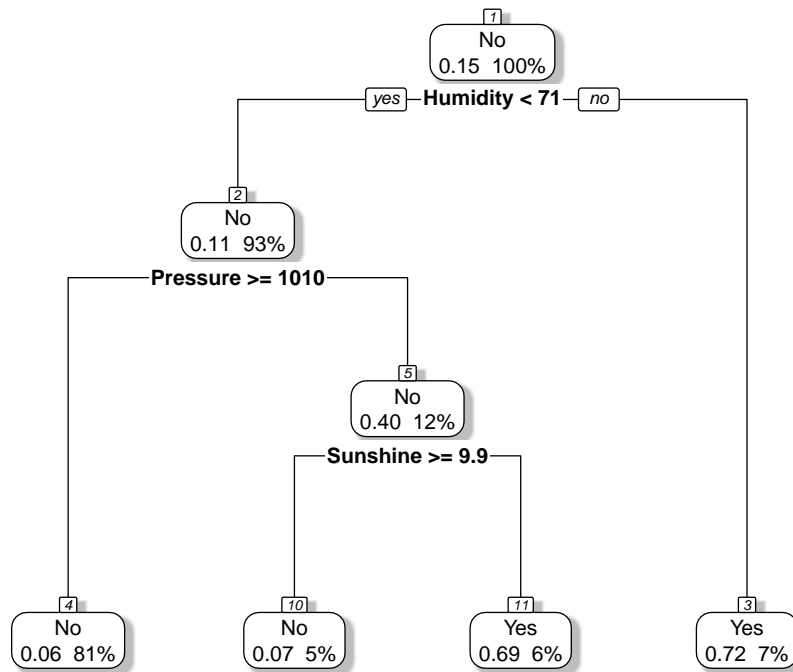 1
No
0.15 100%
yes Humidity < 71 no
2
No
0.11 93%
Pressure >= 1010
5
No
0.40 12%
Sunshine >= 9.9
4
No
0.06 81%
10
No
0.07 5%
11
Yes
0.69 6%
3
Yes
0.72 7%